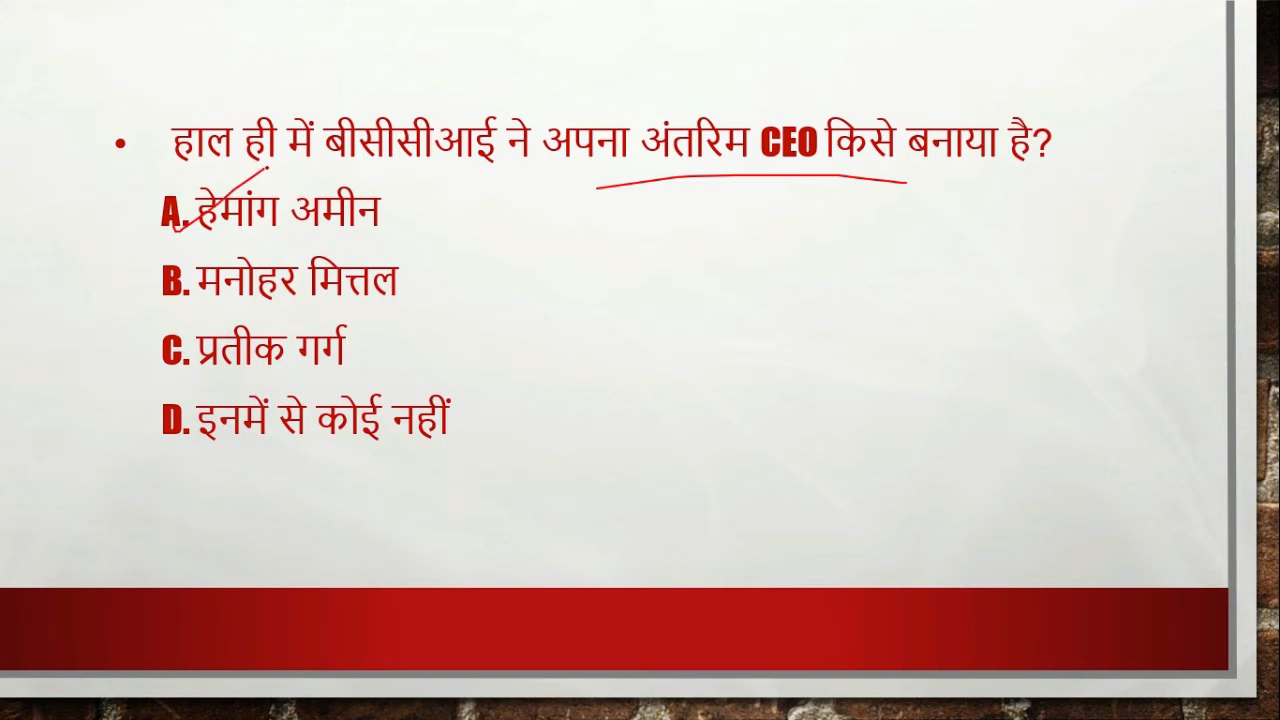 • हाल ही में बीसीसीआई ने अपना अंतरिम CEO किसे बनाया है?
A. हेमांग अमीन
B. मनोहर मित्तल
C. प्रतीक गर्ग
D. इनमें से कोई नहीं